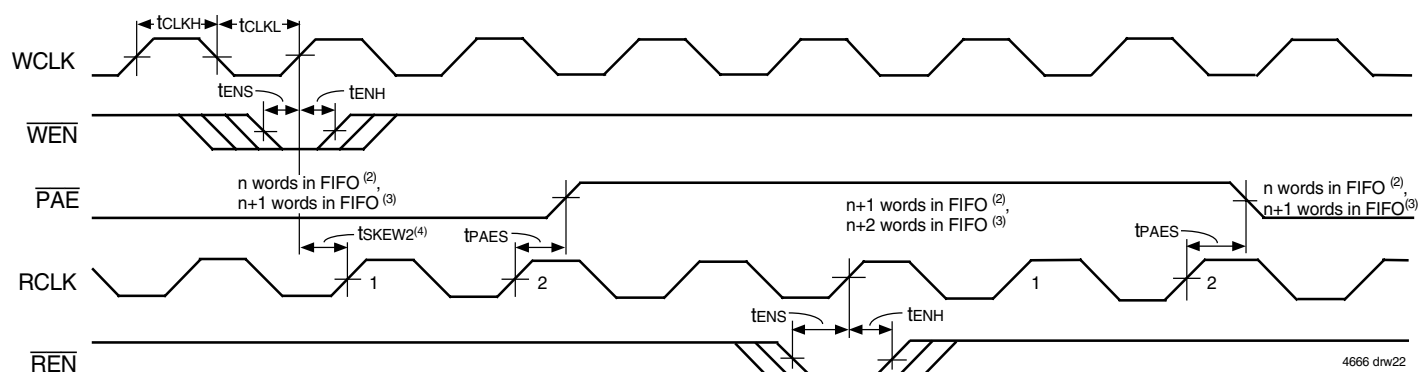 tCLKH tCLKL
WCLK
tENS tENH
WEN
PAE
n words in FIFO (2),
n+1 words in FIFO (3)
n+1 words in FIFO (2),
n+2 words in FIFO (3)
n words in FIFO (2),
n+1 words in FIFO(3)
tSKEW2(4) tPAES tPAES
RCLK
1 2 1 2
tENS tENH
REN
4666 drw22